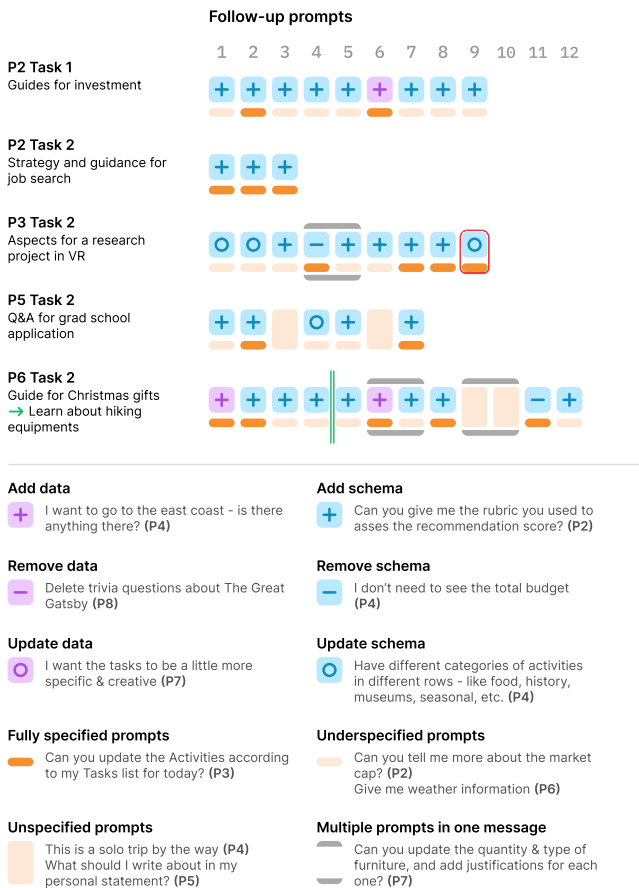 Follow-up prompts
1 2 3 4 5 6 7 8 9 10 11 12
P2 Task 1
Guides for investment
P2 Task 2
Strategy and guidance for
job search
P3 Task 2
Aspects for a research
project in VR
P5 Task 2
Q&A for grad school
application
P6 Task 2
Guide for Christmas gifts
→ Learn about hiking
equipments
Add data
I want to go to the east coast - is there
anything there? (P4)
Add schema
Can you give me the rubric you used to
asses the recommendation score? (P2)
Remove data
Delete trivia questions about The Great
Gatsby (P8)
Remove schema
I don't need to see the total budget
(P4)
Update data
I want the tasks to be a little more
specific & creative (P7)
Update schema
Have different categories of activities
in different rows - like food, history,
museums, seasonal, etc. (P4)
Fully specified prompts
Can you update the Activities according
to my Tasks list for today? (P3)
Underspecified prompts
Can you tell me more about the market
cap? (P2)
Give me weather information (P6)
Unspecified prompts
This is a solo trip by the way (P4)
What should I write about in my
personal statement? (P5)
Multiple prompts in one message
Can you update the quantity & type of
furniture, and add justifications for each
one? (P7)